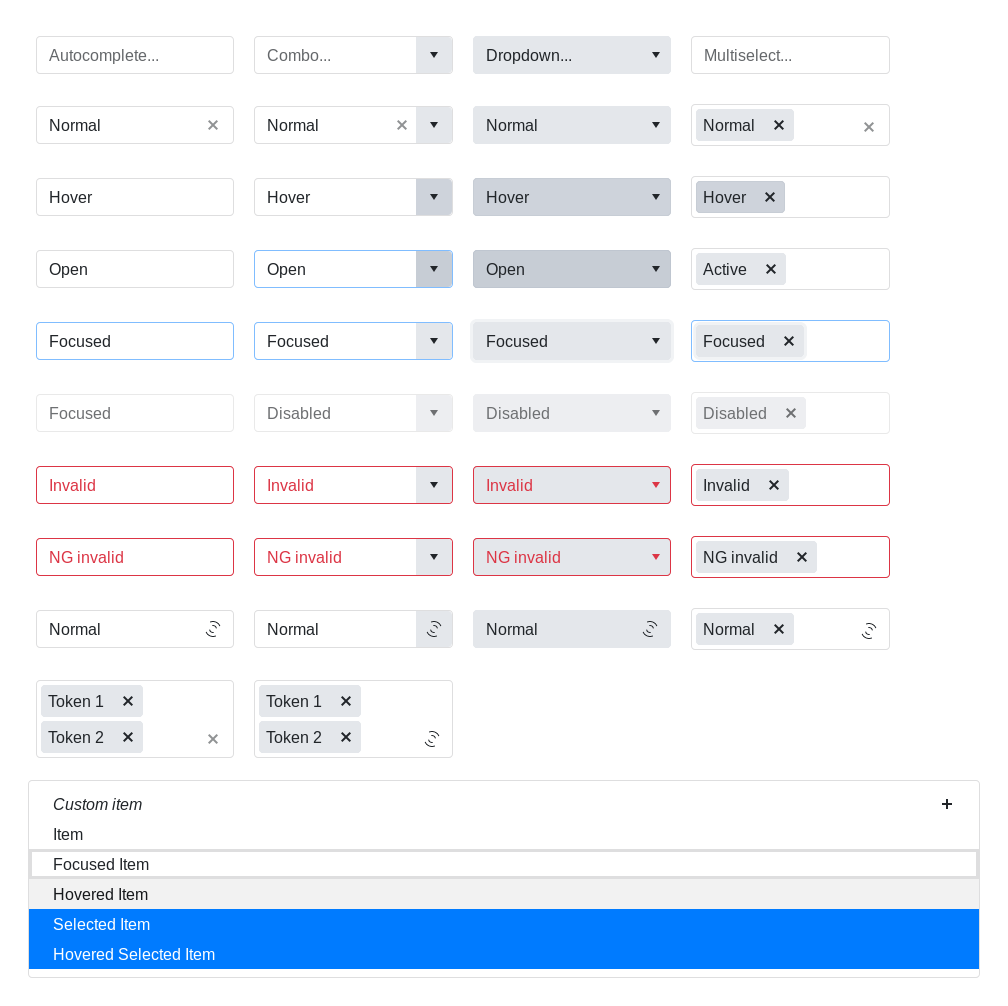 Autocomplete... Combo... Dropdown... Multiselect...
Normal Normal Normal Normal
Hover Hover Hover Hover
Open Open Open Active
Focused Focused Focused Focused
Focused Disabled Disabled Disabled
Invalid Invalid Invalid Invalid
NG invalid NG invalid NG invalid NG invalid
Normal Normal Normal Normal
Token 1 Token 1
Token 2 Token 2
Custom item
Item
Focused Item
Hovered Item
Selected Item
Hovered Selected Item